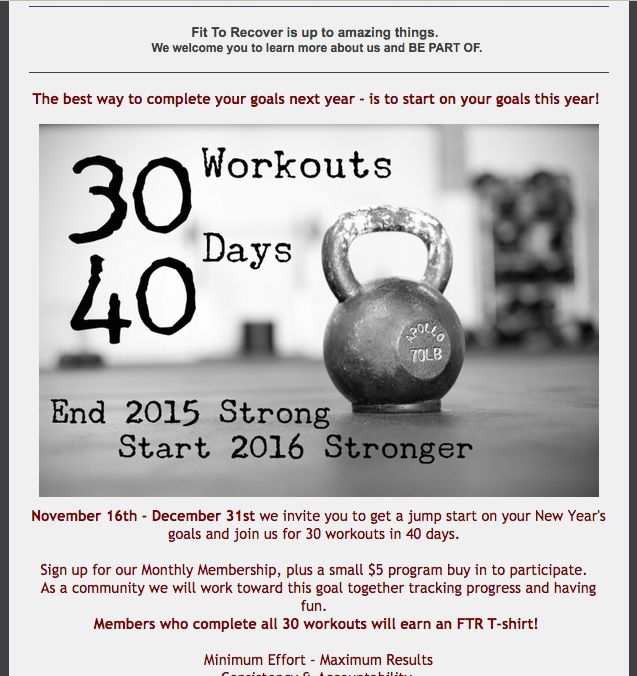 Fit To Recover is up to amazing things.
We welcome you to learn more about us and BE PART OF.
The best way to complete your goals next year - is to start on your goals this year!
30 Workouts
40 Days
APOLLO
70LB
End 2015 Strong
Start 2016 Stronger
November 16th - December 31st we invite you to get a jump start on your New Year's
goals and join us for 30 workouts in 40 days.
Sign up for our Monthly Membership, plus a small $5 program buy in to participate.
As a community we will work toward this goal together tracking progress and having
fun.
Members who complete all 30 workouts will earn an FTR T-shirt!
Minimum Effort - Maximum Results
Consistency & Accountability